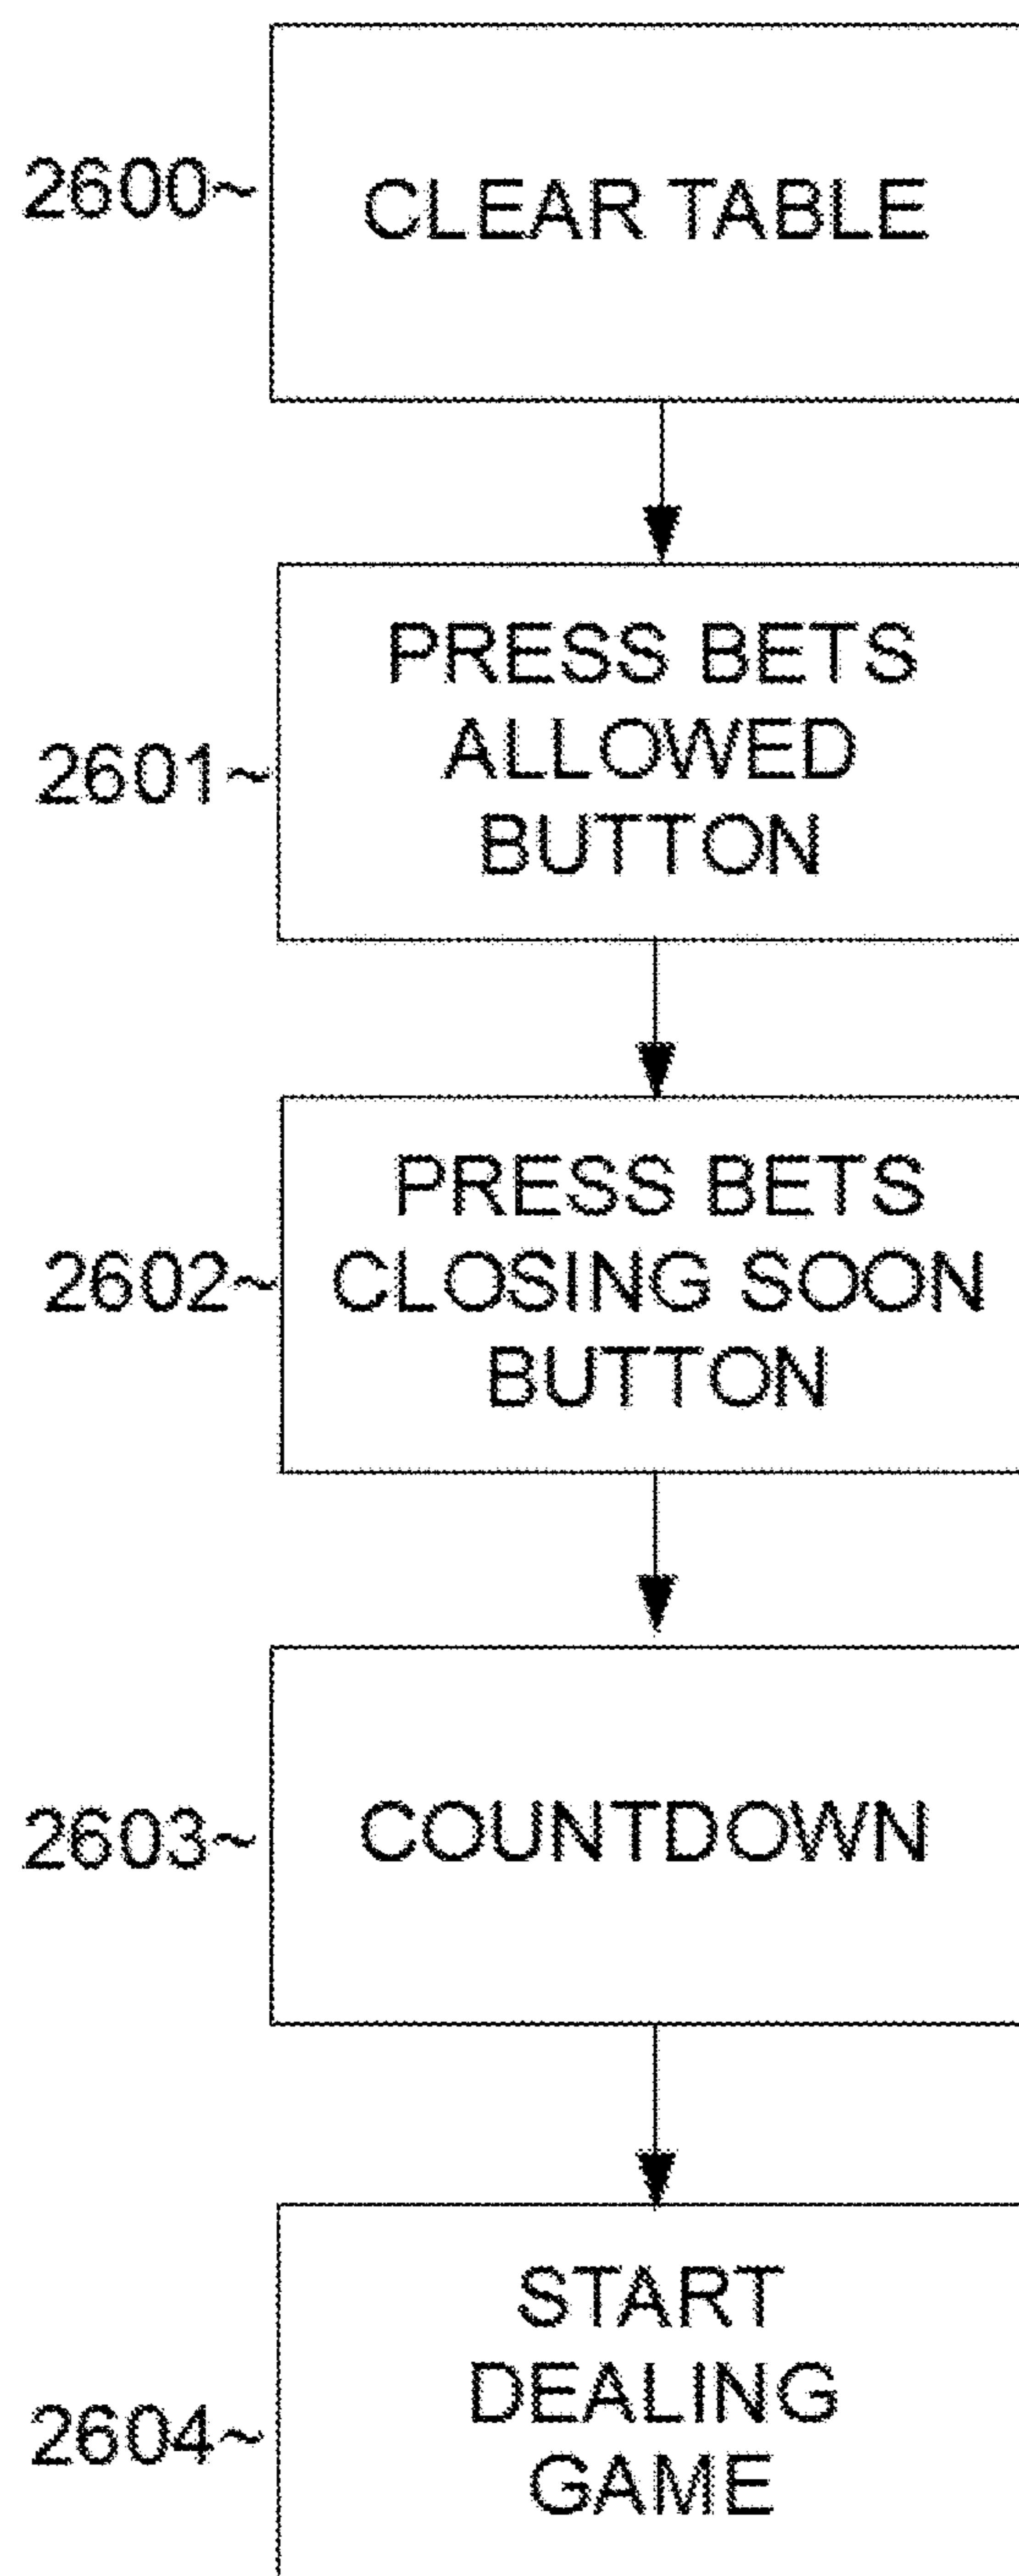 2600~
CLEAR TABLE
PRESS BETS
ALLOWED
2601~
BUTTON
PRESS BETS
2602~
CLOSING SOON
BUTTON
2603~
COUNTDOWN
START
DEALING
2604~
GAME